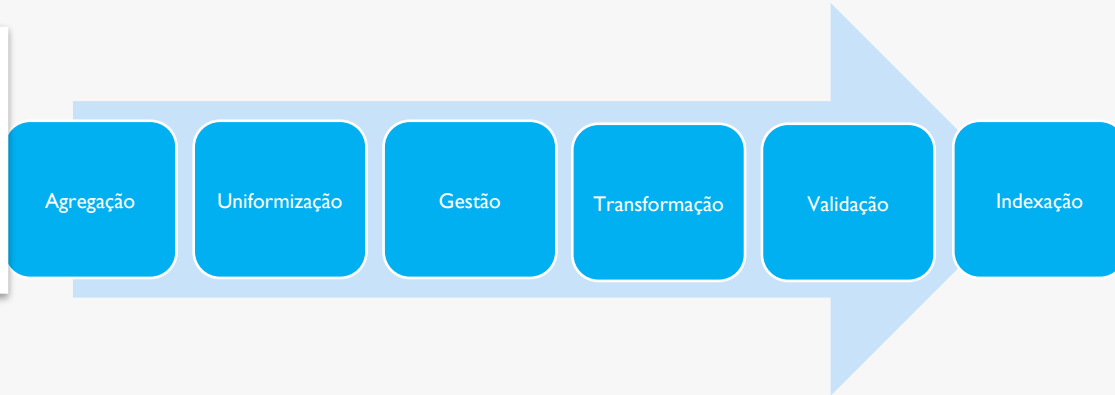 Agregação
Uniformização
Gestão
Transformação
Validação
Indexação